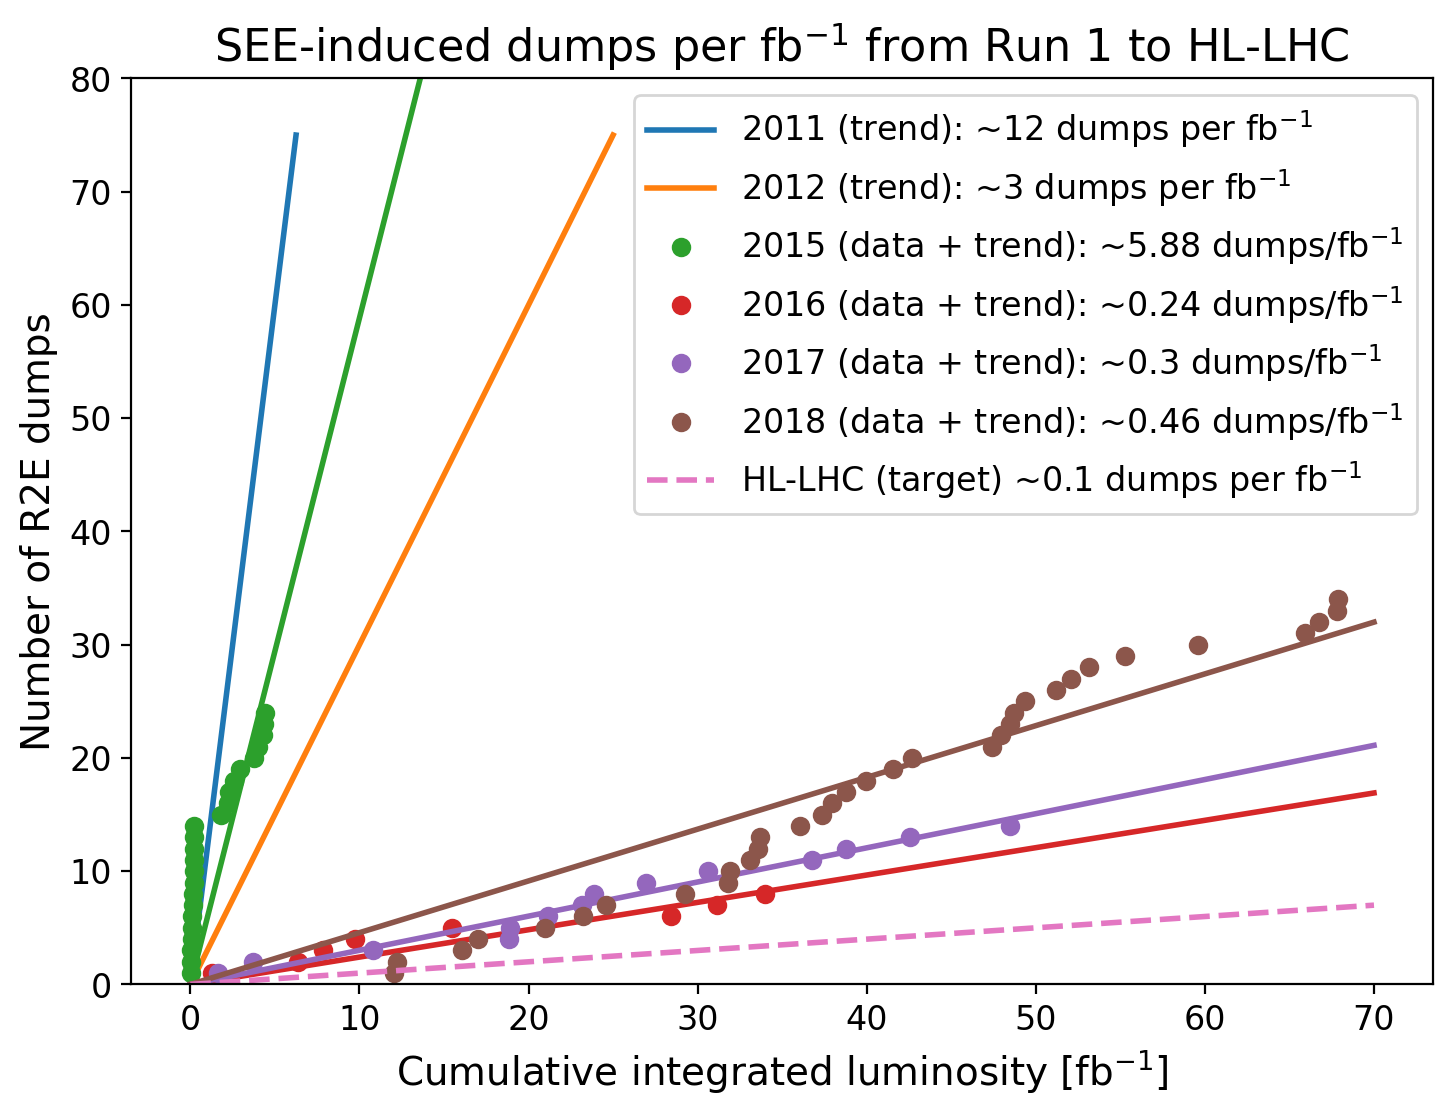 SEE-induced dumps per fb⁻¹ from Run 1 to HL-LHC
80
70
60
50
40
30
20
10
0
Number of R2E dumps
2011 (trend): ~12 dumps per fb⁻¹
2012 (trend): ~3 dumps per fb⁻¹
2015 (data + trend): ~5.88 dumps/fb⁻¹
2016 (data + trend): ~0.24 dumps/fb⁻¹
2017 (data + trend): ~0.3 dumps/fb⁻¹
2018 (data + trend): ~0.46 dumps/fb⁻¹
HL-LHC (target) ~0.1 dumps per fb⁻¹
0 10 20 30 40 50 60 70
Cumulative integrated luminosity [fb⁻¹]